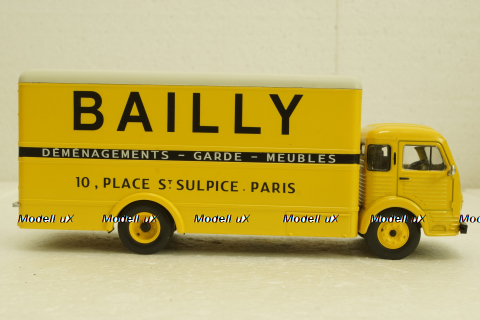 BAILLY
DÉMÉNAGEMENTS - GARDE - MEUBLES
10, PLACE ST SULPICE. PARIS
Modell uX Modell uX Modell uX Modell uX Modell uX Mode